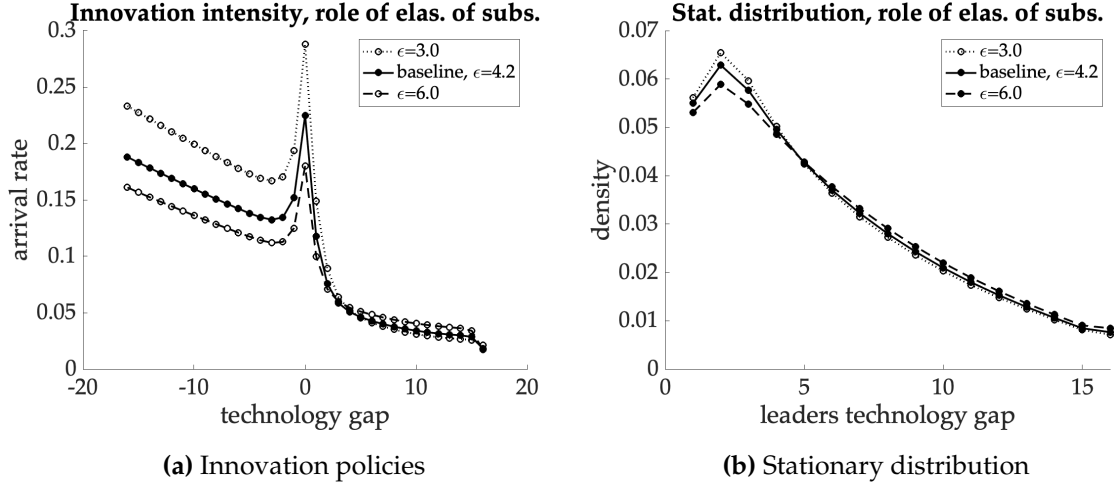 Innovation intensity, role of elas. of subs.
0.3
0.25
0.2
0.15
0.1
0.05
0
arrival rate
ϵ=3.0
baseline, ϵ=4.2
ϵ=6.0
-20
-10
0
10
20
technology gap
(a) Innovation policies
Stat. distribution, role of elas. of subs.
0.07
0.06
0.05
0.04
0.03
0.02
0.01
0
density
ϵ=3.0
baseline, ϵ=4.2
ϵ=6.0
0
5
10
15
leaders technology gap
(b) Stationary distribution